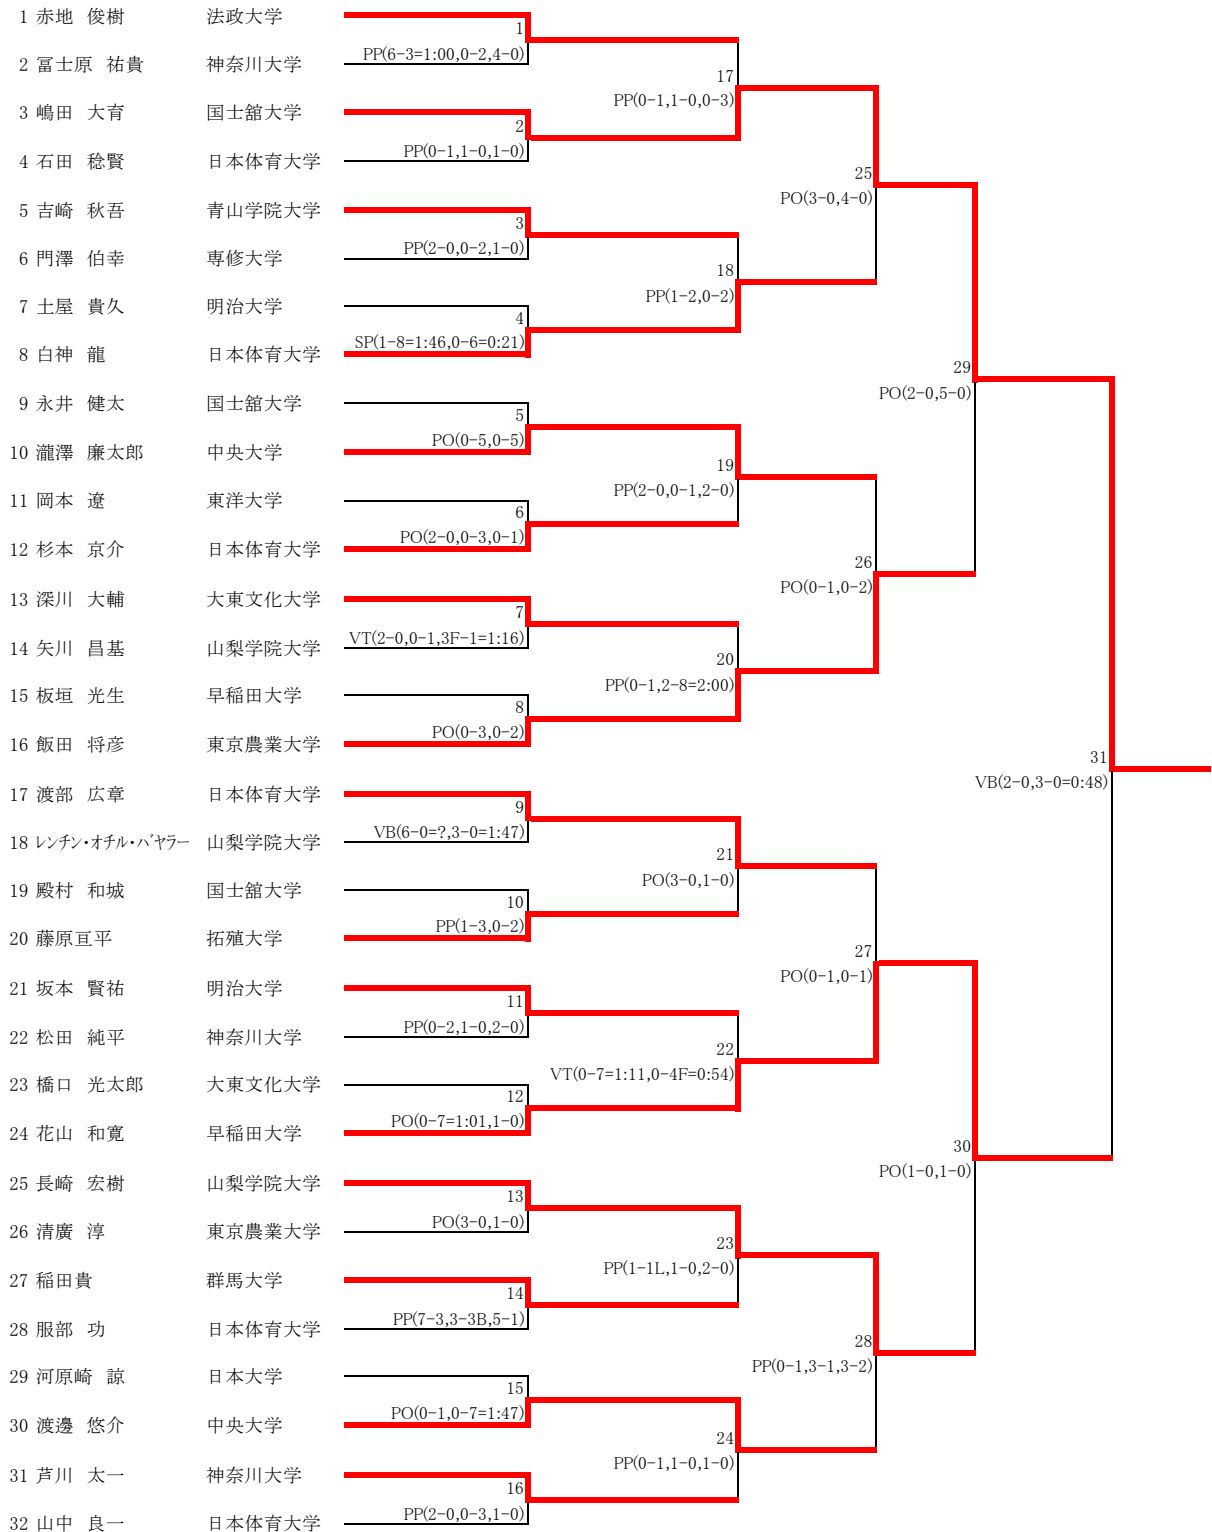 1 赤地 俊樹 法政大学
1
PP(6-3=1:00,0-2,4-0)
2 冨士原 祐貴 神奈川大学
17
PP(0-1,1-0,0-3)
3 嶋田 大育 国士舘大学
2
PP(0-1,1-0,1-0)
4 石田 稔賢 日本体育大学
25
PO(3-0,4-0)
5 吉崎 秋吾 青山学院大学
3
PP(2-0,0-2,1-0)
6 門澤 伯幸 専修大学
18
PP(1-2,0-2)
7 土屋 貴久 明治大学
4
SP(1-8=1:46,0-6=0:21)
8 白神 龍 日本体育大学
29
PO(2-0,5-0)
9 永井 健太 国士舘大学
5
PO(0-5,0-5)
10 瀧澤 廉太郎 中央大学
19
PP(2-0,0-1,2-0)
11 岡本 遼 東洋大学
6
PO(2-0,0-3,0-1)
12 杉本 京介 日本体育大学
26
PO(0-1,0-2)
13 深川 大輔 大東文化大学
7
VT(2-0,0-1,3F-1=1:16)
14 矢川 昌基 山梨学院大学
20
PP(0-1,2-8=2:00)
15 板垣 光生 早稲田大学
8
PO(0-3,0-2)
16 飯田 将彦 東京農業大学
31
VB(2-0,3-0=0:48)
17 渡部 広章 日本体育大学
9
VB(6-0=?,3-0=1:47)
18 レンチン・オチル・バヤラー 山梨学院大学
21
PO(3-0,1-0)
19 殿村 和城 国士舘大学
10
PP(1-3,0-2)
20 藤原亘平 拓殖大学
27
PO(0-1,0-1)
21 坂本 賢祐 明治大学
11
PP(0-2,1-0,2-0)
22 松田 純平 神奈川大学
22
VT(0-7=1:11,0-4F=0:54)
23 橋口 光太郎 大東文化大学
12
PO(0-7=1:01,1-0)
24 花山 和寛 早稲田大学
30
PO(1-0,1-0)
25 長崎 宏樹 山梨学院大学
13
PO(3-0,1-0)
26 清廣 淳 東京農業大学
23
PP(1-1L,1-0,2-0)
27 稲田貴 群馬大学
14
PP(7-3,3-3B,5-1)
28 服部 功 日本体育大学
28
PP(0-1,3-1,3-2)
29 河原崎 諒 日本大学
15
PO(0-1,0-7=1:47)
30 渡邊 悠介 中央大学
24
PP(0-1,1-0,1-0)
31 芦川 太一 神奈川大学
16
PP(2-0,0-3,1-0)
32 山中 良一 日本体育大学